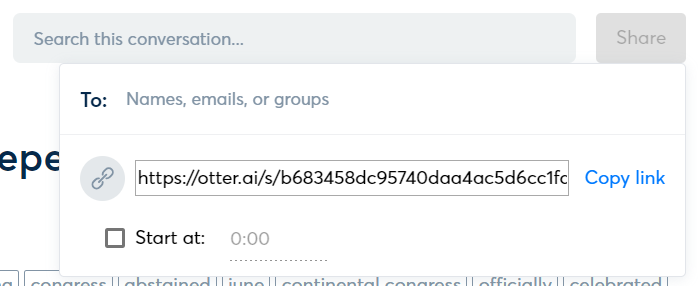 Search this conversation...
Share
To:
Names, emails, or groups
epe
https://otter.ai/s/b683458dc95740daa4ac5d6cc1fc
Copy link
Start at:
0:00
congress abstained june continental congress officially celebrated